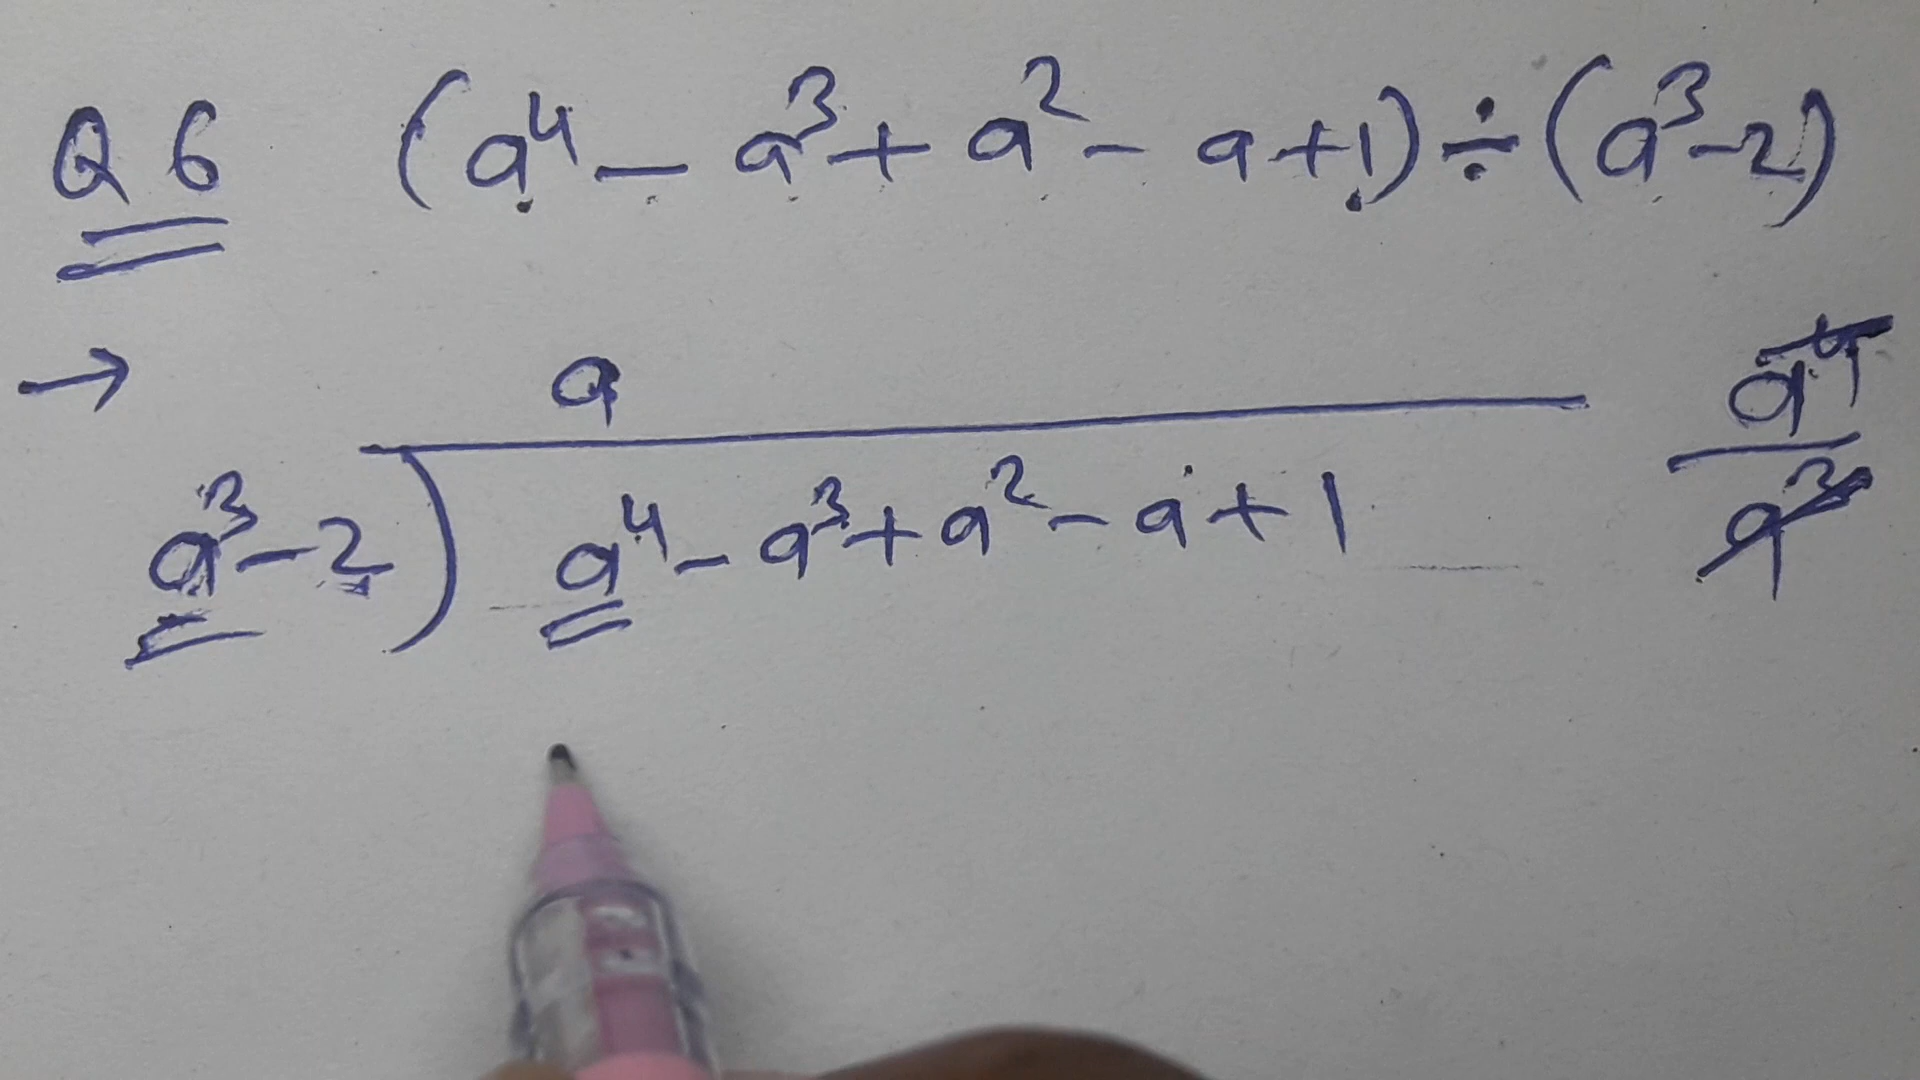 Q 6 (a⁴ - a³ + a² - a + 1) ÷ (a³ - 2)
→ a
a³ - 2 ) a⁴ - a³ + a² - a + 1
a⁴
a³